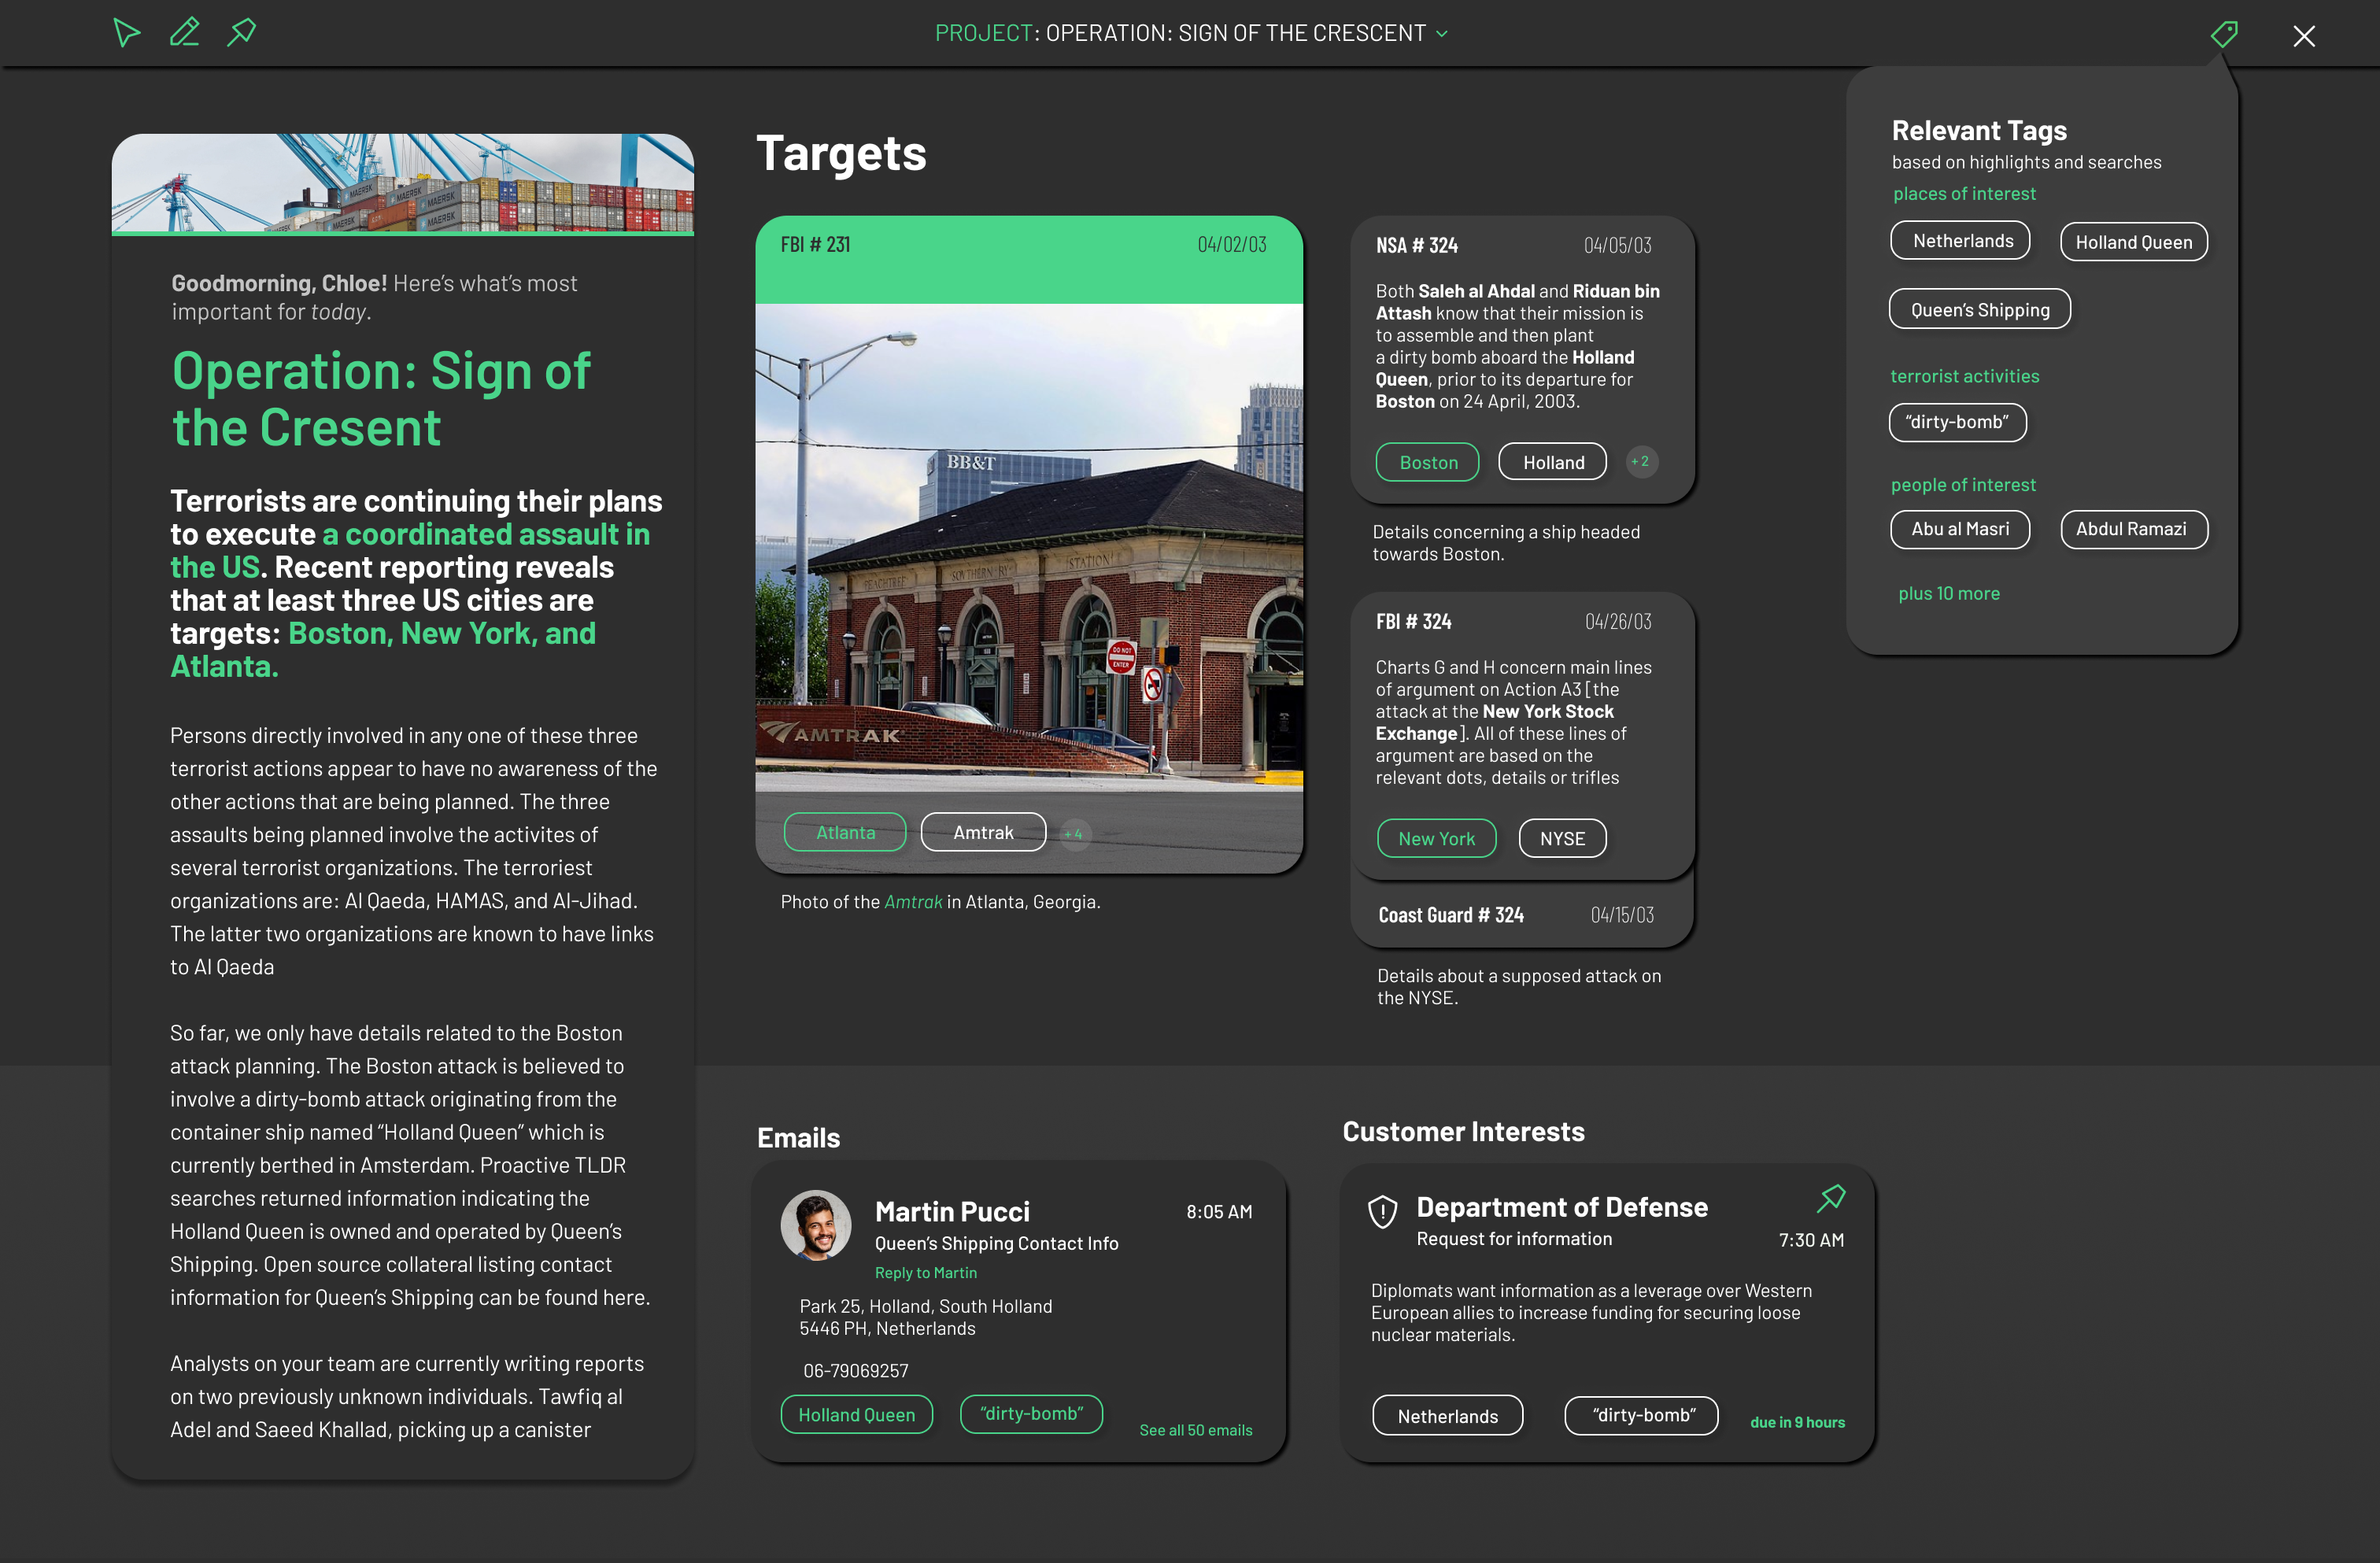 PROJECT: OPERATION: SIGN OF THE CRESCENT
MAERSK
MAERSK
MAERSK
MAERSK
MAERSK
Goodmorning, Chloe! Here’s what’s most
important for today.
Operation: Sign of
the Cresent
Terrorists are continuing their plans
to execute a coordinated assault in
the US. Recent reporting reveals
that at least three US cities are
targets: Boston, New York, and
Atlanta.
Persons directly involved in any one of these three
terrorist actions appear to have no awareness of the
other actions that are being planned. The three
assaults being planned involve the activites of
several terrorist organizations. The terroriest
organizations are: Al Qaeda, HAMAS, and Al-Jihad.
The latter two organizations are known to have links
to Al Qaeda
So far, we only have details related to the Boston
attack planning. The Boston attack is believed to
involve a dirty-bomb attack originating from the
container ship named “Holland Queen” which is
currently berthed in Amsterdam. Proactive TLDR
searches returned information indicating the
Holland Queen is owned and operated by Queen’s
Shipping. Open source collateral listing contact
information for Queen’s Shipping can be found here.
Analysts on your team are currently writing reports
on two previously unknown individuals. Tawfiq al
Adel and Saeed Khallad, picking up a canister
Targets
FBI # 231
04/02/03
BB&T
PEACHTREE SOUTHERN RY STATION
DO NOT
ENTER
AMTRAK
Atlanta
Amtrak
+4
Photo of the Amtrak in Atlanta, Georgia.
NSA # 324
04/05/03
Both Saleh al Ahdal and Riduan bin
Attash know that their mission is
to assemble and then plant
a dirty bomb aboard the Holland
Queen, prior to its departure for
Boston on 24 April, 2003.
Boston
Holland
+2
Details concerning a ship headed
towards Boston.
FBI # 324
04/26/03
Charts G and H concern main lines
of argument on Action A3 [the
attack at the New York Stock
Exchange]. All of these lines of
argument are based on the
relevant dots, details or trifles
New York
NYSE
Coast Guard # 324
04/15/03
Details about a supposed attack on
the NYSE.
Relevant Tags
based on highlights and searches
places of interest
Netherlands
Holland Queen
Queen’s Shipping
terrorist activities
“dirty-bomb”
people of interest
Abu al Masri
Abdul Ramazi
plus 10 more
Emails
Martin Pucci
8:05 AM
Queen’s Shipping Contact Info
Reply to Martin
Park 25, Holland, South Holland
5446 PH, Netherlands
06-79069257
Holland Queen
“dirty-bomb”
See all 50 emails
Customer Interests
Department of Defense
Request for information
7:30 AM
Diplomats want information as a leverage over Western
European allies to increase funding for securing loose
nuclear materials.
Netherlands
“dirty-bomb”
due in 9 hours